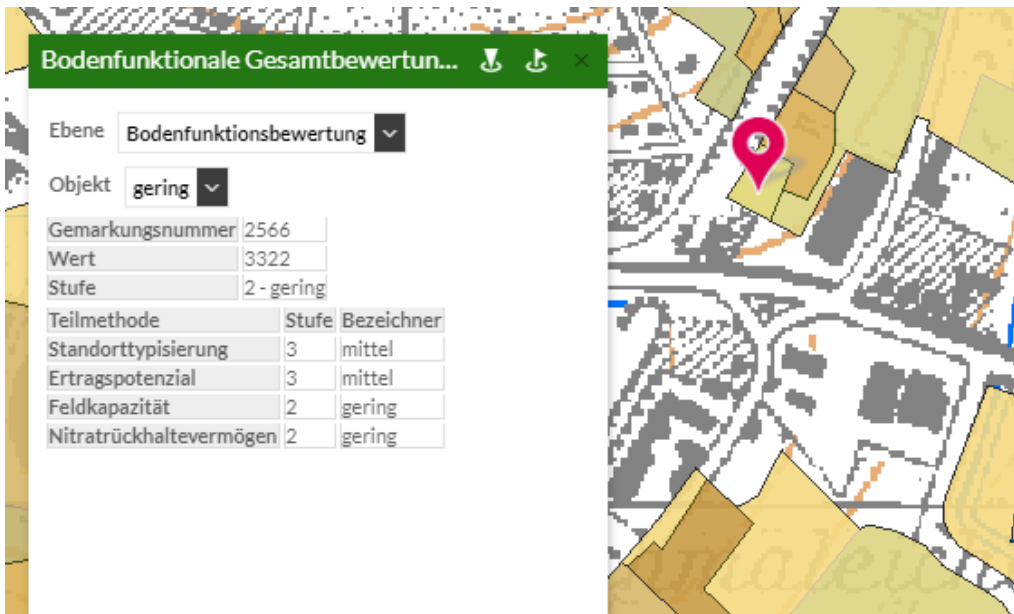 Bodenfunktionale Gesamtbewertun...
Ebene Bodenfunktionsbewertung
Objekt gering
Gemarkungsnummer 2566
Wert 3322
Stufe 2 - gering
Teilmethode Stufe Bezeichner
Standorttypisierung 3 mittel
Ertragspotenzial 3 mittel
Feldkapazität 2 gering
Nitratrückhaltevermögen 2 gering